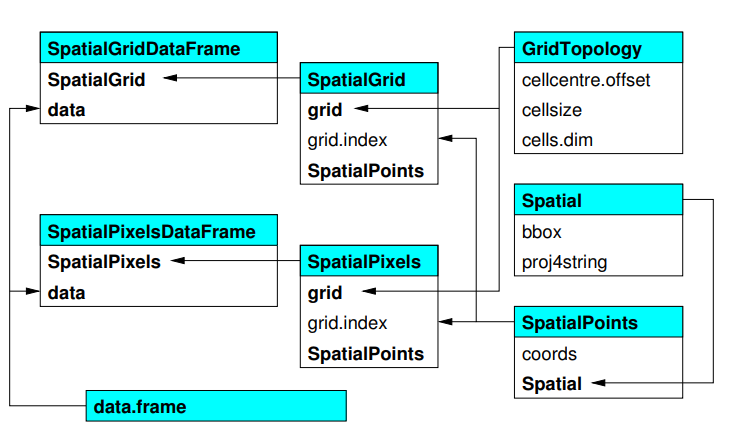 SpatialGridDataFrame
SpatialGrid
data
SpatialGrid
grid
grid.index
SpatialPoints
GridTopology
cellcentre.offset
cellsize
cells.dim
Spatial
bbox
proj4string
SpatialPixelsDataFrame
SpatialPixels
data
SpatialPixels
grid
grid.index
SpatialPoints
SpatialPoints
coords
Spatial
data.frame